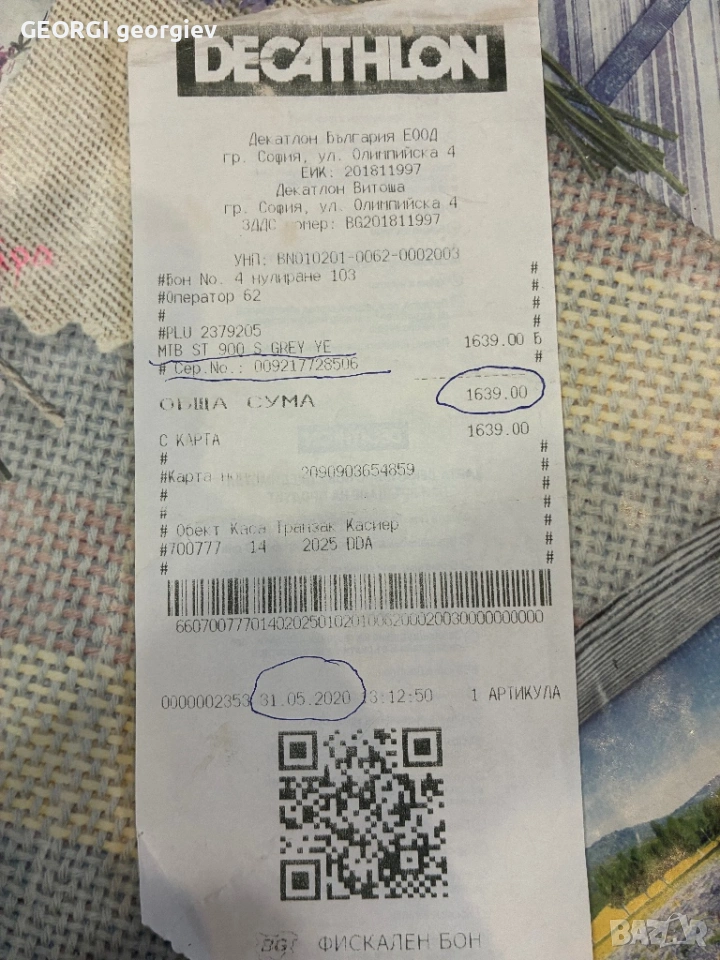 GEORGI georgiev
DECATHLON
Декатлон България ЕООД
гр. София, ул. Олимпийска 4
ЕИК: 201811997
Декатлон Витоша
гр. София, ул. Олимпийска 4
ЗДДС номер: BG201811997
УНП: BN010201-0062-0002003
#Бон No. 4 нулиране 103 #
#Оператор 62 #
# #
#PLU 2379205 #
MTB ST 900 S GREY YE 1639.00 Б
# Сер.No.: 009217728506 #
ОБЩА СУМА 1639.00
С КАРТА 1639.00
# #
#Карта 2090903654859 #
# #
# #
# Обект Каса Транзак Касиер #
#700777 14 2025 DDA #
# #
66070077701402025010201006200020030000000000
0000002353 31.05.2020 13:12:50 1 АРТИКУЛА
BG ФИСКАЛЕН БОН
BAZAR